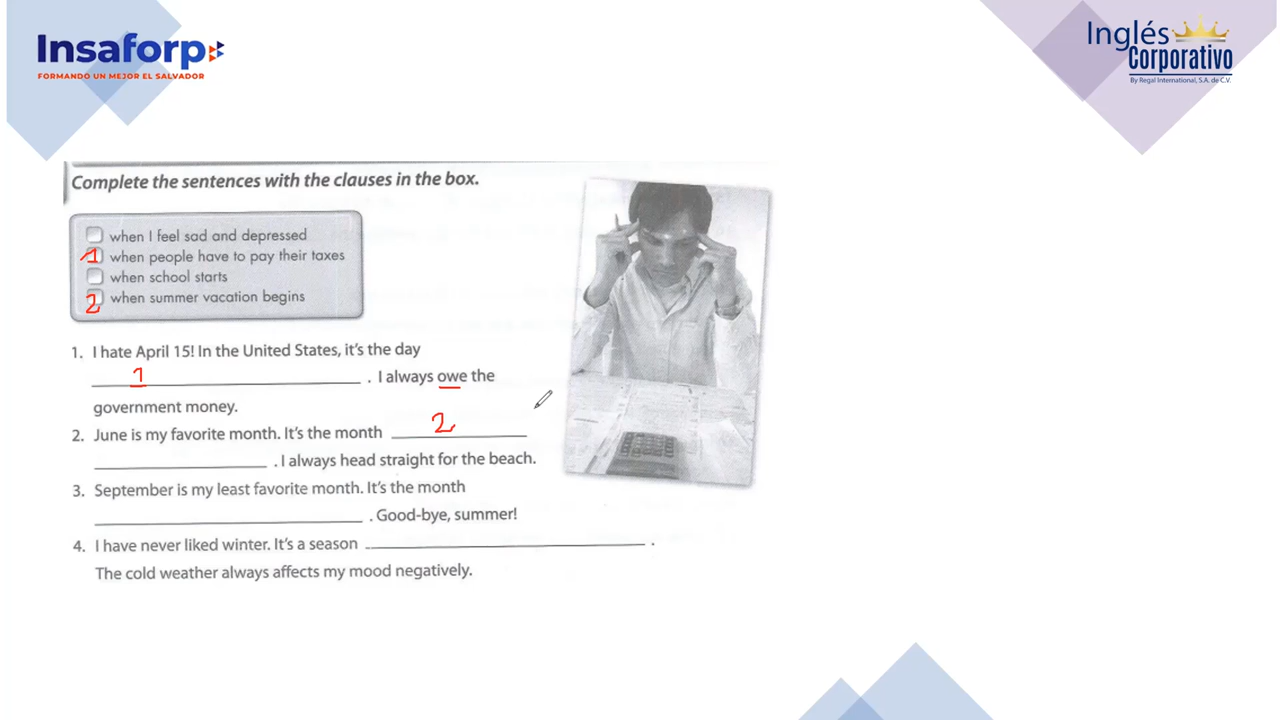 Insaforp
FORMANDO UN MEJOR EL SALVADOR
Inglés
Corporativo
By Regal International, S.A. de C.V.
Complete the sentences with the clauses in the box.
when I feel sad and depressed
1 when people have to pay their taxes
when school starts
2 when summer vacation begins
1. I hate April 15! In the United States, it's the day
1 . I always owe the
government money.
2. June is my favorite month. It's the month 2
. I always head straight for the beach.
3. September is my least favorite month. It's the month
. Good-bye, summer!
4. I have never liked winter. It's a season .
The cold weather always affects my mood negatively.